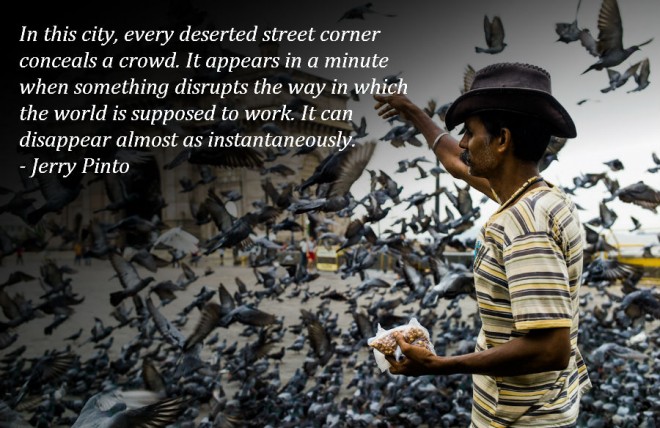 In this city, every deserted street corner
conceals a crowd. It appears in a minute
when something disrupts the way in which
the world is supposed to work. It can
disappear almost as instantaneously.
- Jerry Pinto